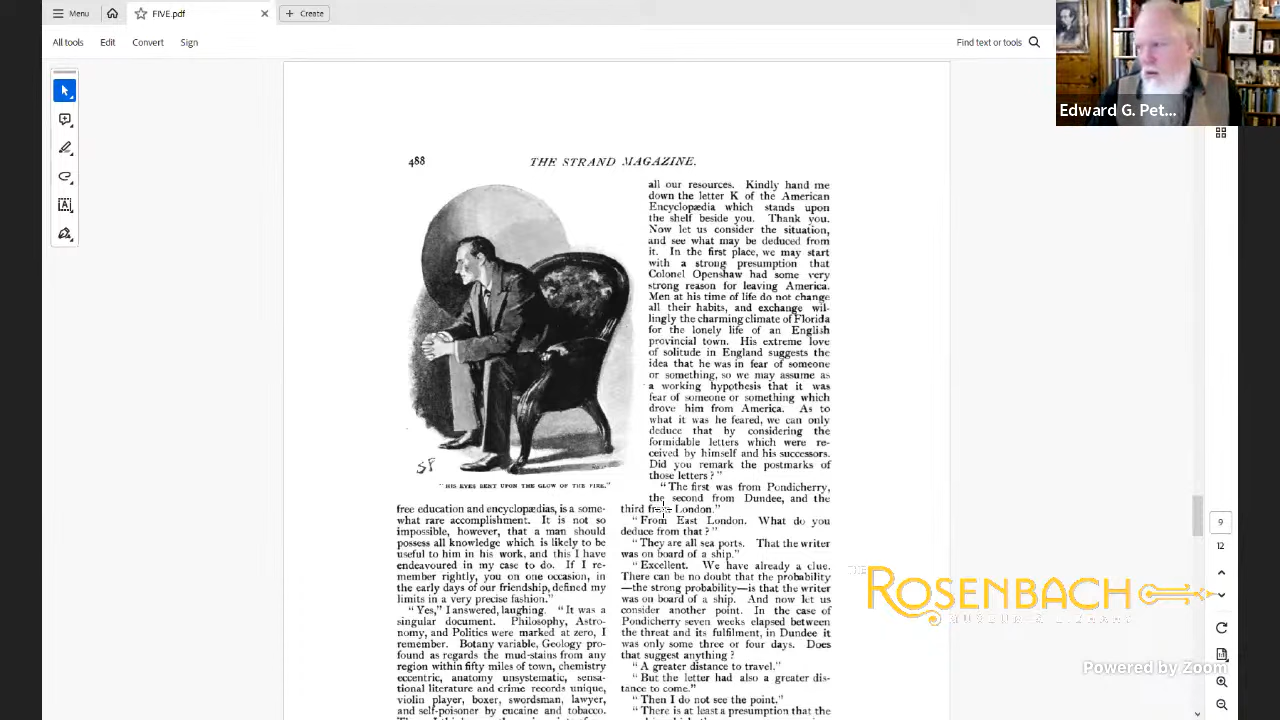 Menu
FIVE.pdf
Create
All tools
Edit
Convert
Sign
Find text or tools
Edward G. Pet...
488
THE STRAND MAGAZINE.
SP
"HIS EYES BENT UPON THE GLOW OF THE FIRE."
free education and encyclopædias, is a some-
what rare accomplishment. It is not so
impossible, however, that a man should
possess all knowledge which is likely to be
useful to him in his work, and this I have
endeavoured in my case to do. If I re-
member rightly, you on one occasion, in
the early days of our friendship, defined my
limits in a very precise fashion."
"Yes," I answered, laughing. "It was a
singular document. Philosophy, Astro-
nomy, and Politics were marked at zero, I
remember. Botany variable, Geology pro-
found as regards the mud-stains from any
region within fifty miles of town, chemistry
eccentric, anatomy unsystematic, sensa-
tional literature and crime records unique,
violin player, boxer, swordsman, lawyer,
and self-poisoner by cucaine and tobacco.
all our resources. Kindly hand me
down the letter K of the American
Encyclopædia which stands upon
the shelf beside you. Thank you.
Now let us consider the situation,
and see what may be deduced from
it. In the first place, we may start
with a strong presumption that
Colonel Openshaw had some very
strong reason for leaving America.
Men at his time of life do not change
all their habits, and exchange wil-
lingly the charming climate of Florida
for the lonely life of an English
provincial town. His extreme love
of solitude in England suggests the
idea that he was in fear of someone
or something, so we may assume as
a working hypothesis that it was
fear of someone or something which
drove him from America. As to
what it was he feared, we can only
deduce that by considering the
formidable letters which were re-
ceived by himself and his successors.
Did you remark the postmarks of
those letters?"
"The first was from Pondicherry,
the second from Dundee, and the
third from London."
"From East London. What do you
deduce from that?"
"They are all sea ports. That the writer
was on board of a ship."
"Excellent. We have already a clue.
There can be no doubt that the probability
—the strong probability—is that the writer
was on board of a ship. And now let us
consider another point. In the case of
Pondicherry seven weeks elapsed between
the threat and its fulfilment, in Dundee it
was only some three or four days. Does
that suggest anything?
"A greater distance to travel."
"But the letter had also a greater dis-
tance to come."
"Then I do not see the point."
"There is at least a presumption that the
9
12
THE
ROSENBACH
MUSEUM & LIBRARY
Powered by Zoom